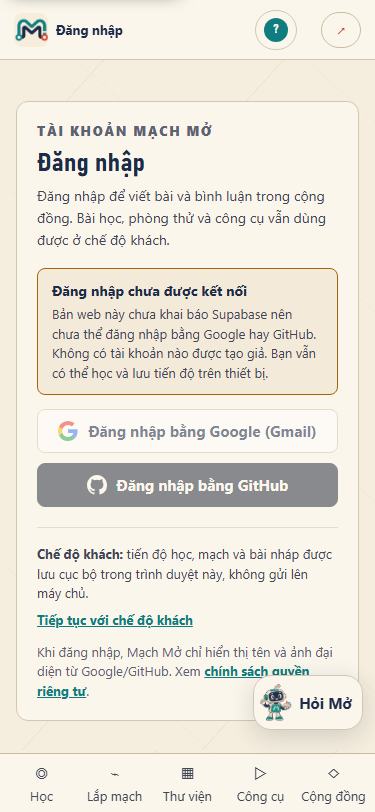 Đăng nhập
?
TÀI KHOẢN MẠCH MỞ
Đăng nhập
Đăng nhập để viết bài và bình luận trong cộng
đồng. Bài học, phòng thử và công cụ vẫn dùng
được ở chế độ khách.
Đăng nhập chưa được kết nối
Bản web này chưa khai báo Supabase nên
chưa thể đăng nhập bằng Google hay GitHub.
Không có tài khoản nào được tạo giả. Bạn vẫn
có thể học và lưu tiến độ trên thiết bị.
Đăng nhập bằng Google (Gmail)
Đăng nhập bằng GitHub
Chế độ khách: tiến độ học, mạch và bài nháp được
lưu cục bộ trong trình duyệt này, không gửi lên
máy chủ.
Tiếp tục với chế độ khách
Khi đăng nhập, Mạch Mở chỉ hiển thị tên và ảnh đại
diện từ Google/GitHub. Xem chính sách quyền
riêng tư.
Hỏi Mở
Học
Lắp mạch
Thư viện
Công cụ
Cộng đồng